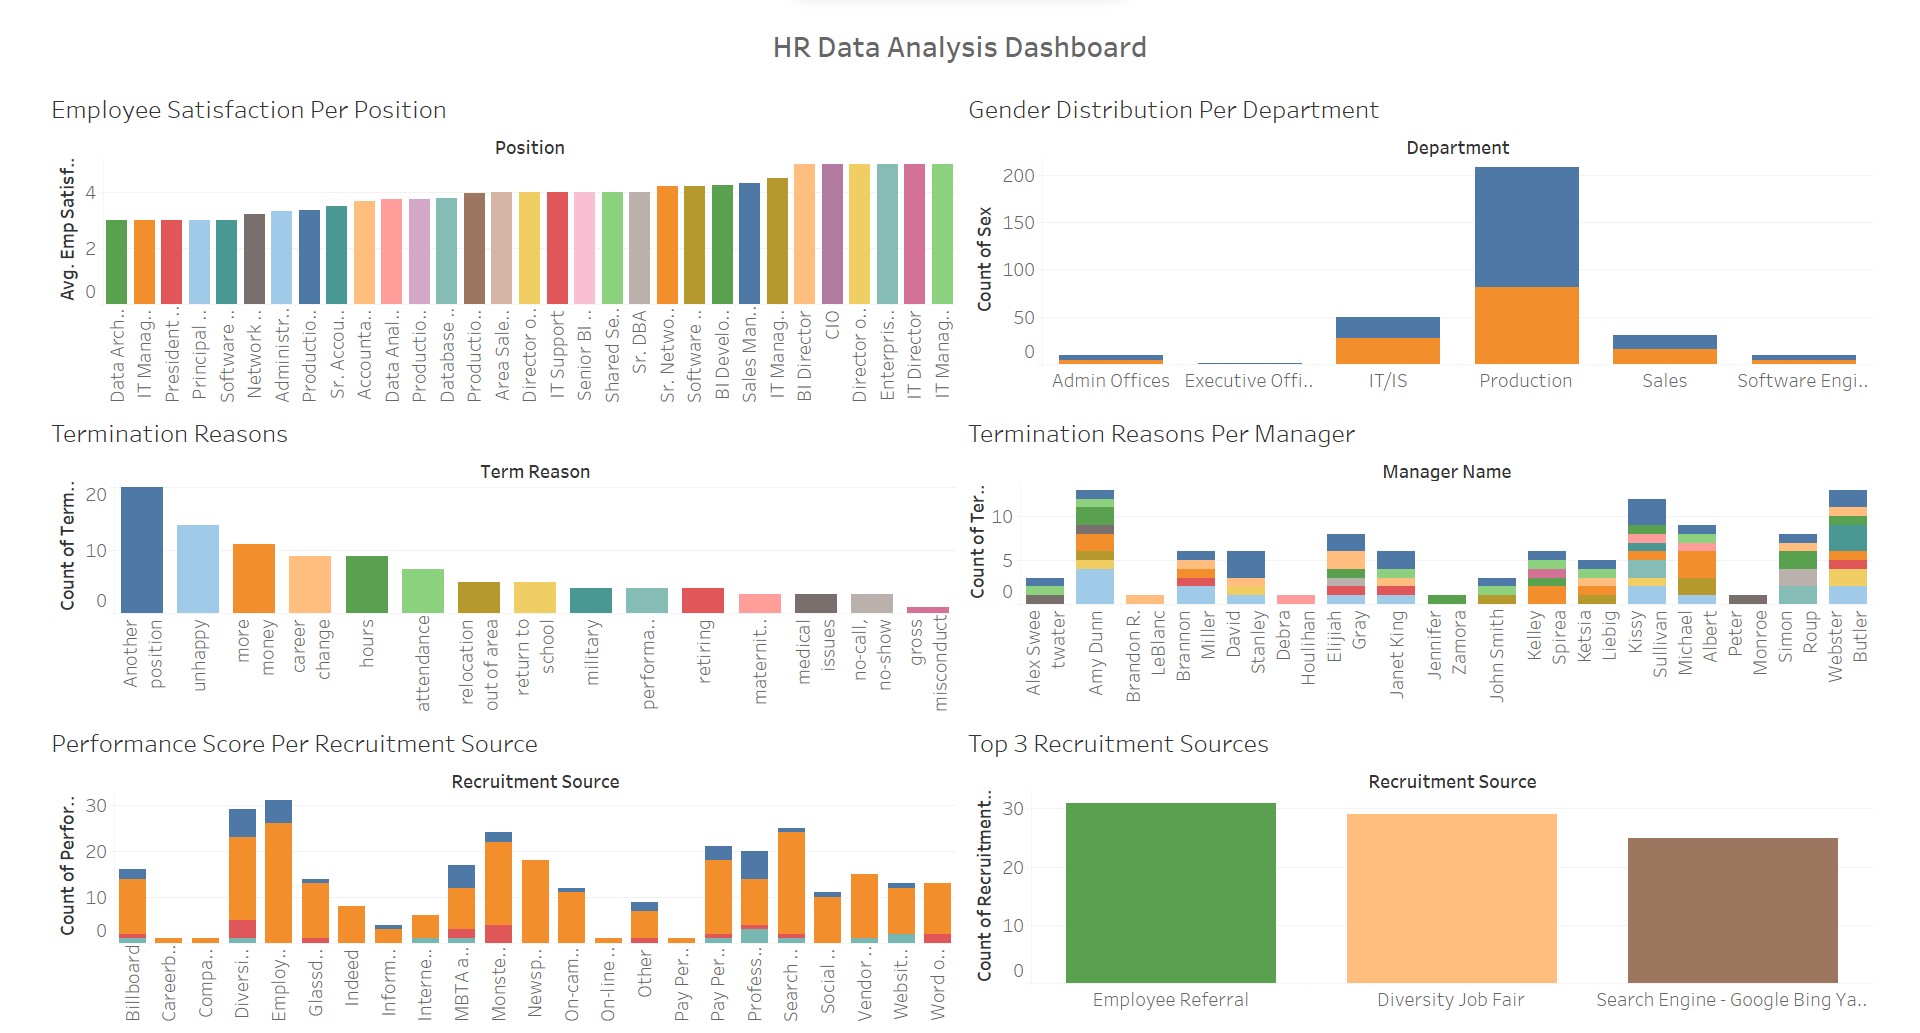 HR Data Analysis Dashboard
Employee Satisfaction Per Position
Position
Avg. Emp Satisf..
4
2
0
Data Arch..
IT Manag..
President ..
Principal ..
Software ..
Network ..
Administr..
Productio..
Sr. Accou..
Accounta..
Data Anal..
Productio..
Database ..
Productio..
Area Sale..
Director o..
IT Support
Senior BI ..
Shared Se..
Sr. DBA
Sr. Netwo..
Software ..
BI Develo..
Sales Man..
IT Manag..
BI Director
CIO
Director o..
Enterpris..
IT Director
IT Manag..
Gender Distribution Per Department
Department
Count of Sex
200
150
100
50
0
Admin Offices
Executive Offi..
IT/IS
Production
Sales
Software Engi..
Termination Reasons
Term Reason
Count of Term..
20
10
0
Another
position
unhappy
more
money
career
change
hours
attendance
relocation
out of area
return to
school
military
performa..
retiring
maternit..
medical
issues
no-call,
no-show
gross
misconduct
Termination Reasons Per Manager
Manager Name
Count of Ter..
10
5
0
Alex Swee
twater
Amy Dunn
Brandon R.
LeBlanc
Brannon
Miller
David
Stanley
Debra
Houlihan
Elijiah
Gray
Janet King
Jennifer
Zamora
John Smith
Kelley
Spirea
Ketsia
Liebig
Kissy
Sullivan
Michael
Albert
Peter
Monroe
Simon
Roup
Webster
Butler
Performance Score Per Recruitment Source
Recruitment Source
Count of Perfor..
30
20
10
0
Billboard
Careerb..
Compa..
Diversi..
Employ..
Glassd..
Indeed
Inform..
Interne..
MBTA a..
Monste..
Newsp..
On-cam..
On-line ..
Other
Pay Per..
Pay Per..
Profess..
Search ..
Social ..
Vendor ..
Websit..
Word o..
Top 3 Recruitment Sources
Recruitment Source
Count of Recruitment..
30
20
10
0
Employee Referral
Diversity Job Fair
Search Engine - Google Bing Ya..